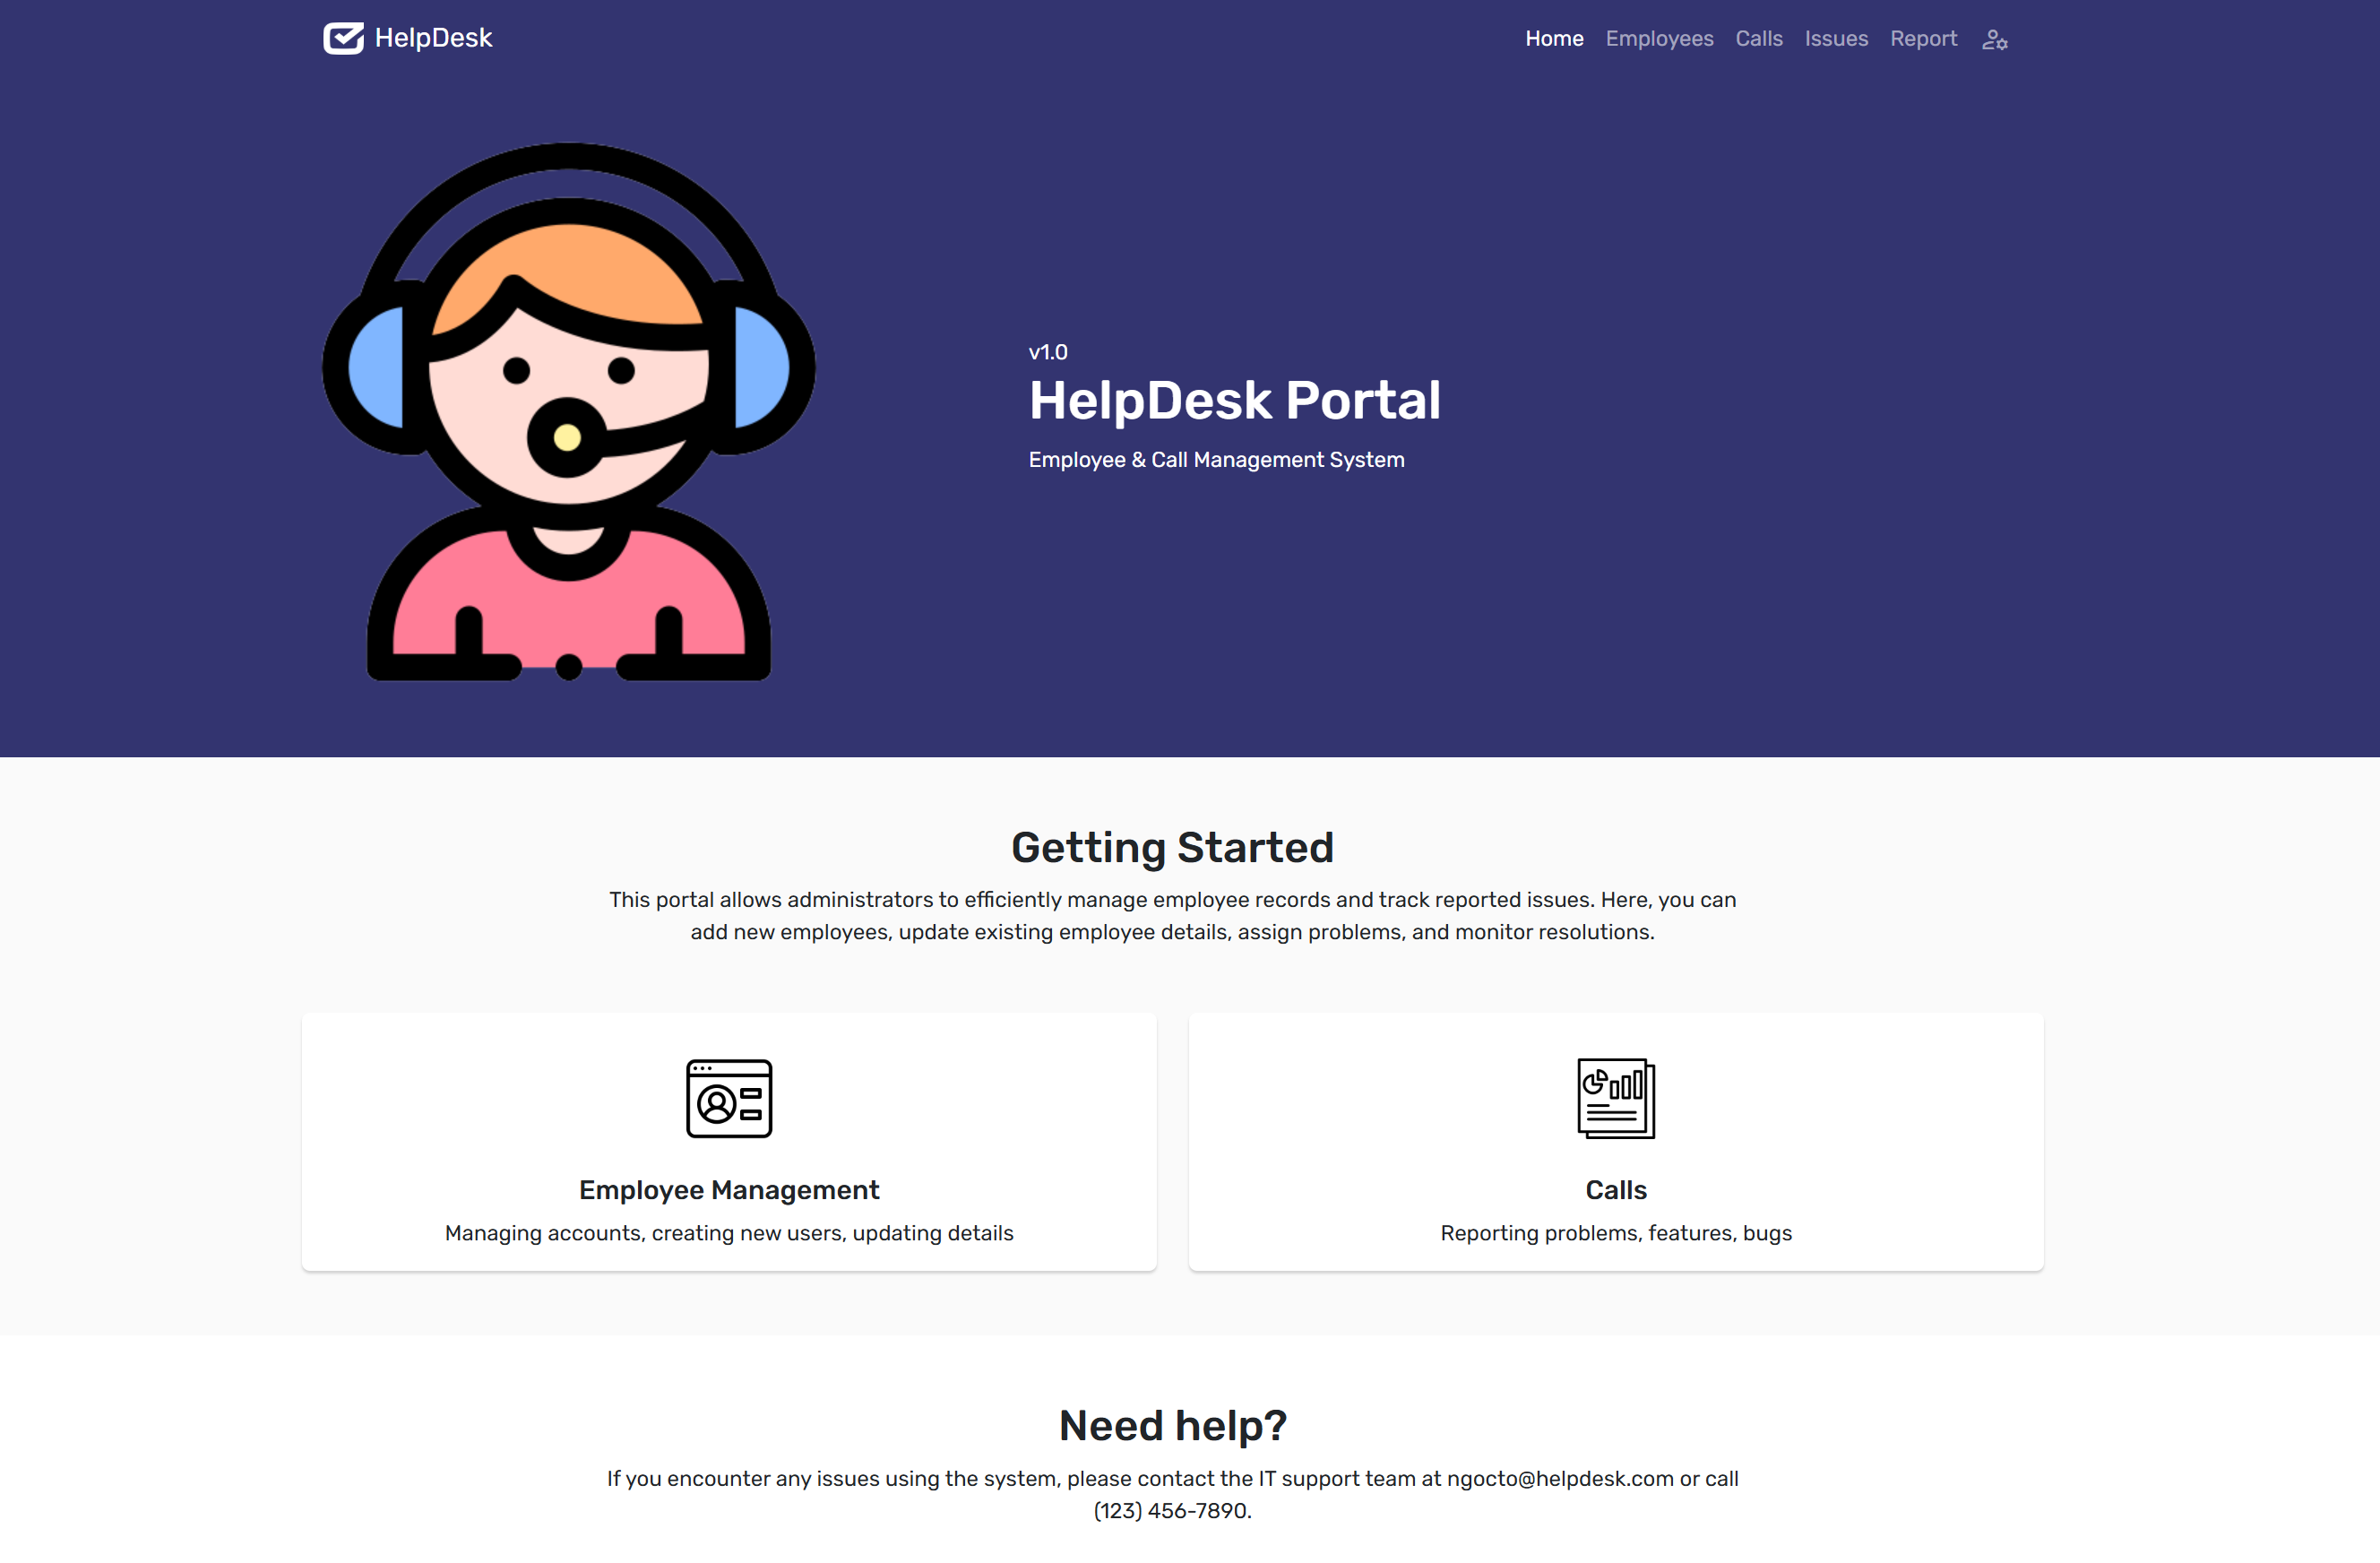 HelpDesk
Home Employees Calls Issues Report
v1.0
HelpDesk Portal
Employee & Call Management System
Getting Started
This portal allows administrators to efficiently manage employee records and track reported issues. Here, you can
add new employees, update existing employee details, assign problems, and monitor resolutions.
Employee Management
Managing accounts, creating new users, updating details
Calls
Reporting problems, features, bugs
Need help?
If you encounter any issues using the system, please contact the IT support team at ngocto@helpdesk.com or call
(123) 456-7890.